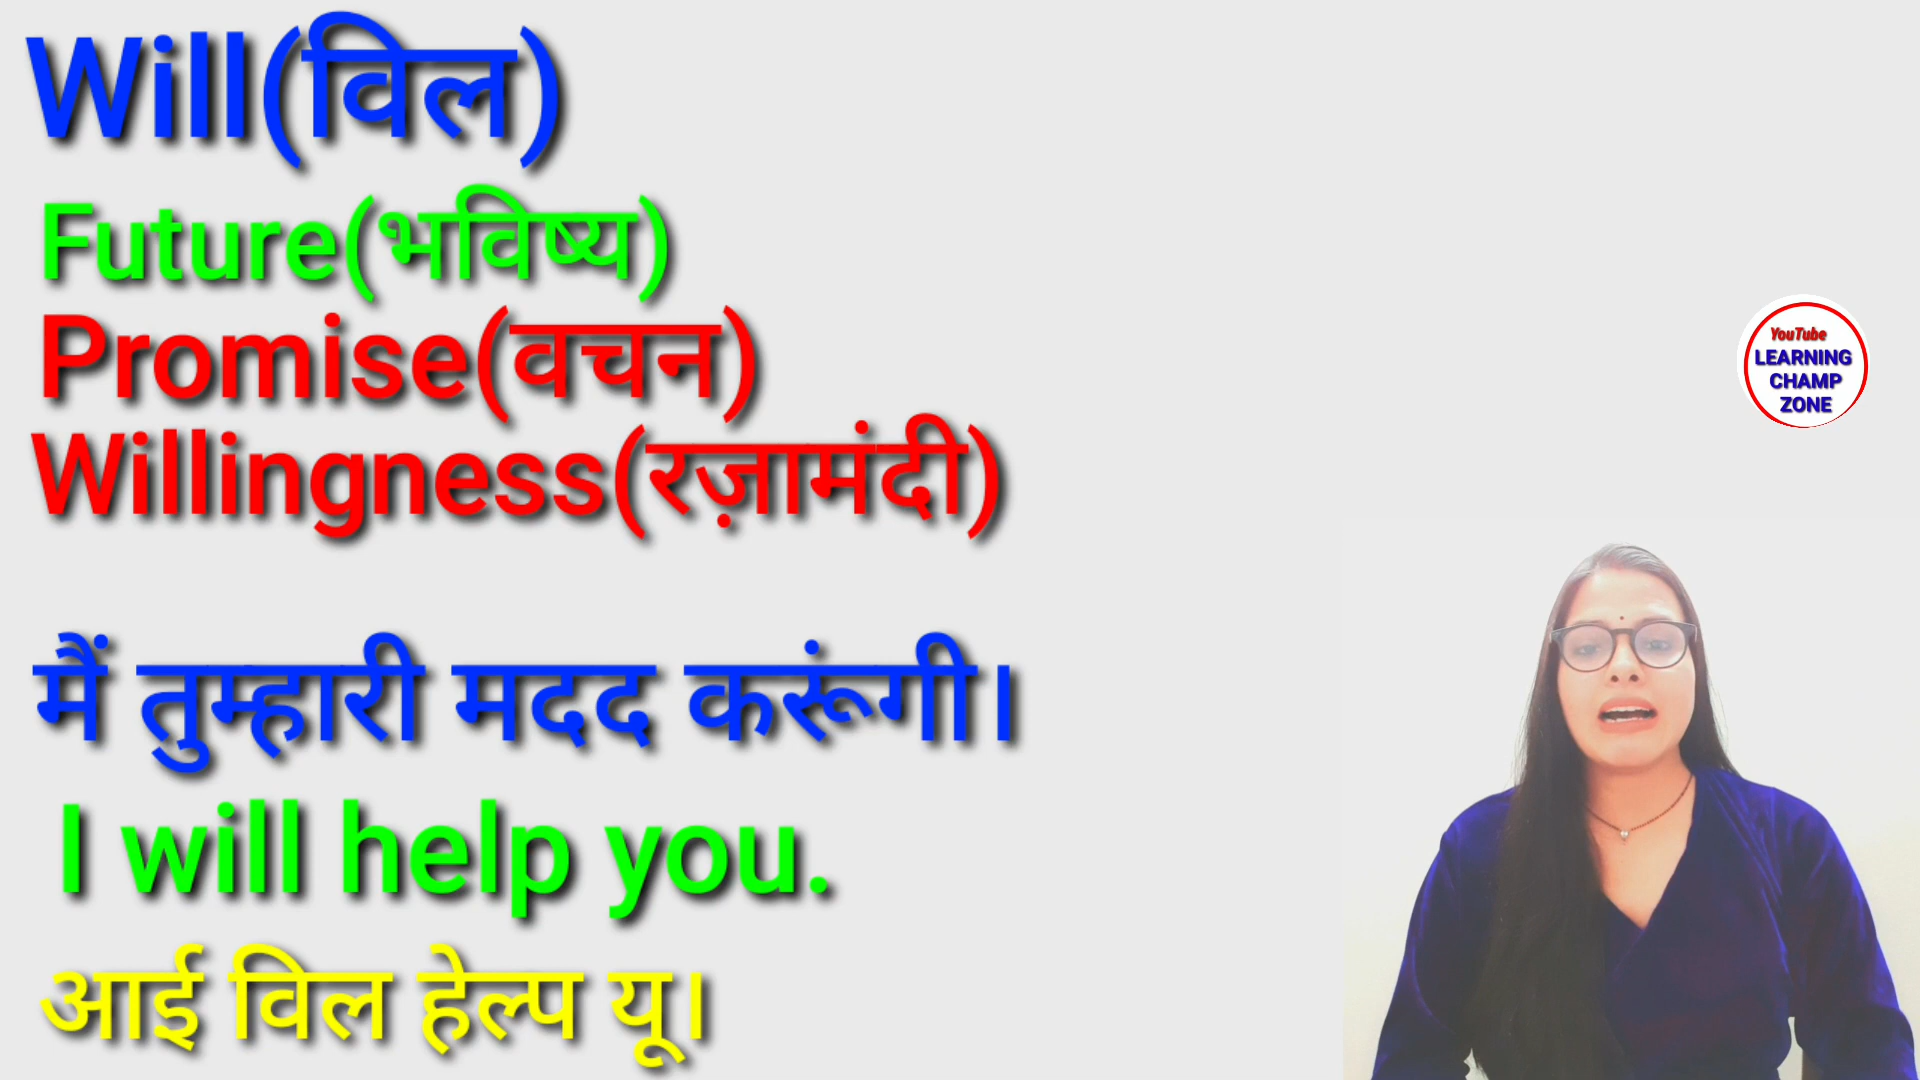 Will(विल)
Future(भविष्य)
Promise(वचन)
Willingness(रज़ामंदी)
मैं तुम्हारी मदद करूंगी।
I will help you.
आई विल हेल्प यू।
YouTube
LEARNING
CHAMP
ZONE